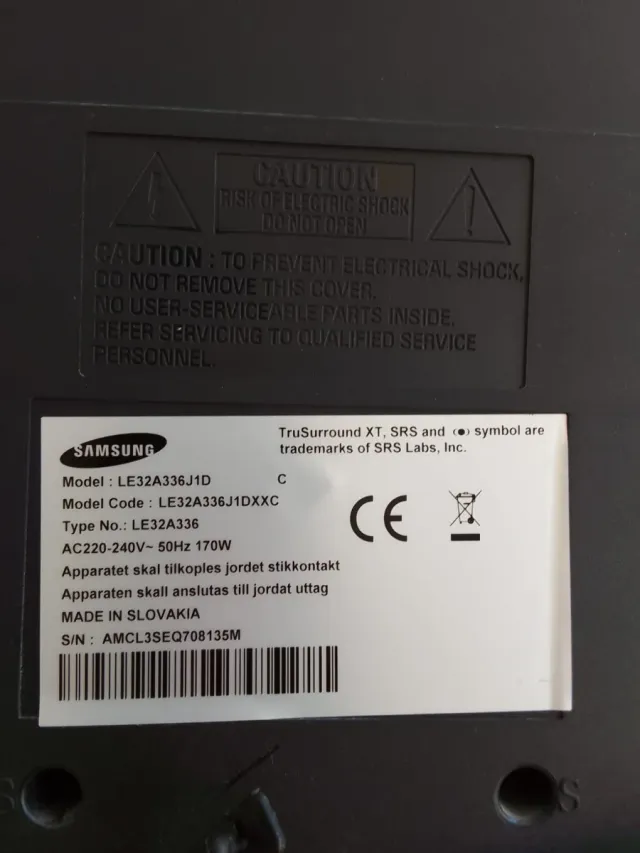 CAUTION
RISK OF ELECTRIC SHOCK
DO NOT OPEN
CAUTION : TO PREVENT ELECTRICAL SHOCK,
DO NOT REMOVE THIS COVER.
NO USER-SERVICEABLE PARTS INSIDE.
REFER SERVICING TO QUALIFIED SERVICE
PERSONNEL.
SAMSUNG
TruSurround XT, SRS and (●) symbol are
trademarks of SRS Labs, Inc.
Model : LE32A336J1D C
Model Code : LE32A336J1DXXC
Type No.: LE32A336
AC220-240V~ 50Hz 170W
Apparatet skal tilkoples jordet stikkontakt
Apparaten skall anslutas till jordat uttag
MADE IN SLOVAKIA
S/N : AMCL3SEQ708135M
CE
S
S